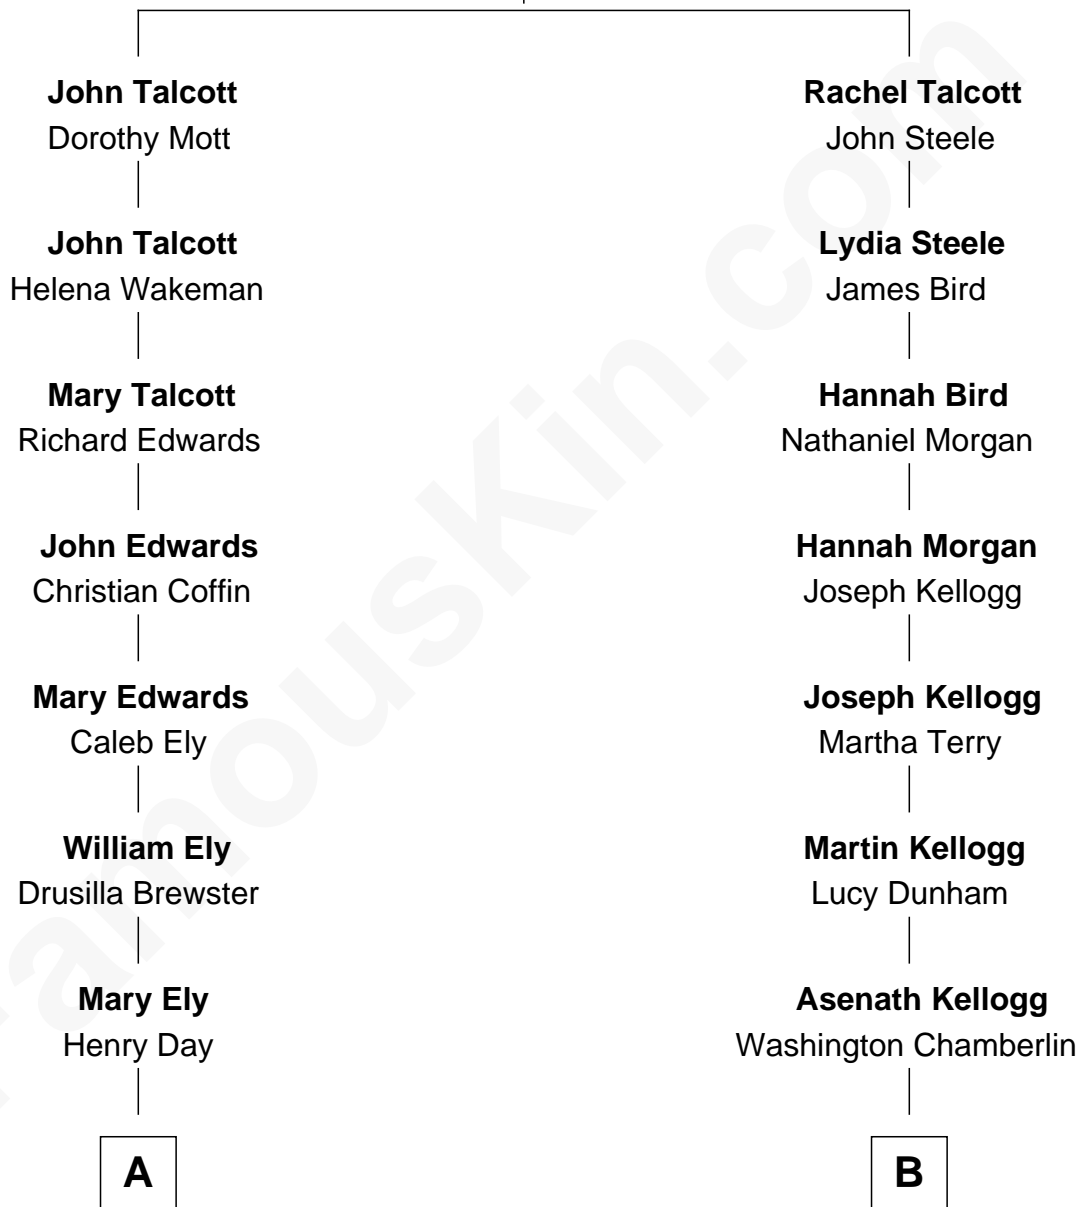 John Talcott
Dorothy Mott
John Talcott
Helena Wakeman
Mary Talcott
Richard Edwards
John Edwards
Christian Coffin
Mary Edwards
Caleb Ely
William Ely
Drusilla Brewster
Mary Ely
Henry Day
A
Rachel Talcott
John Steele
Lydia Steele
James Bird
Hannah Bird
Nathaniel Morgan
Hannah Morgan
Joseph Kellogg
Joseph Kellogg
Martha Terry
Martin Kellogg
Lucy Dunham
Asenath Kellogg
Washington Chamberlin
B
FamousKin.com